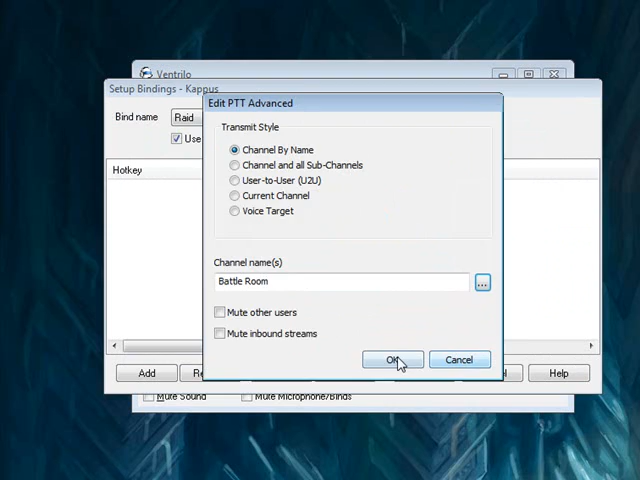 Ventrilo
Setup Bindings - Kappus
Edit PTT Advanced
Bind name
Raid
Use
Hotkey
Transmit Style
Channel By Name
Channel and all Sub-Channels
User-to-User (U2U)
Current Channel
Voice Target
Channel name(s)
Battle Room
...
Mute other users
Mute inbound streams
OK
Cancel
Add
Help
Mute Sound
Mute Microphone/Binds